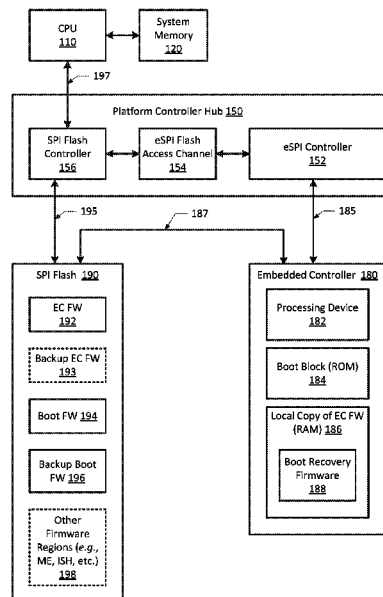 CPU
110
System
Memory
120
197
Platform Controller Hub 150
SPI Flash
Controller
156
eSPI Flash
Access Channel
154
eSPI Controller
152
195
187
185
SPI Flash 190
EC FW
192
Backup EC FW
193
Boot FW 194
Backup Boot
FW 196
Other
Firmware
Regions (e.g.,
ME, ISH, etc.)
198
Embedded Controller 180
Processing Device
182
Boot Block (ROM)
184
Local Copy of EC FW
(RAM) 186
Boot Recovery
Firmware
188